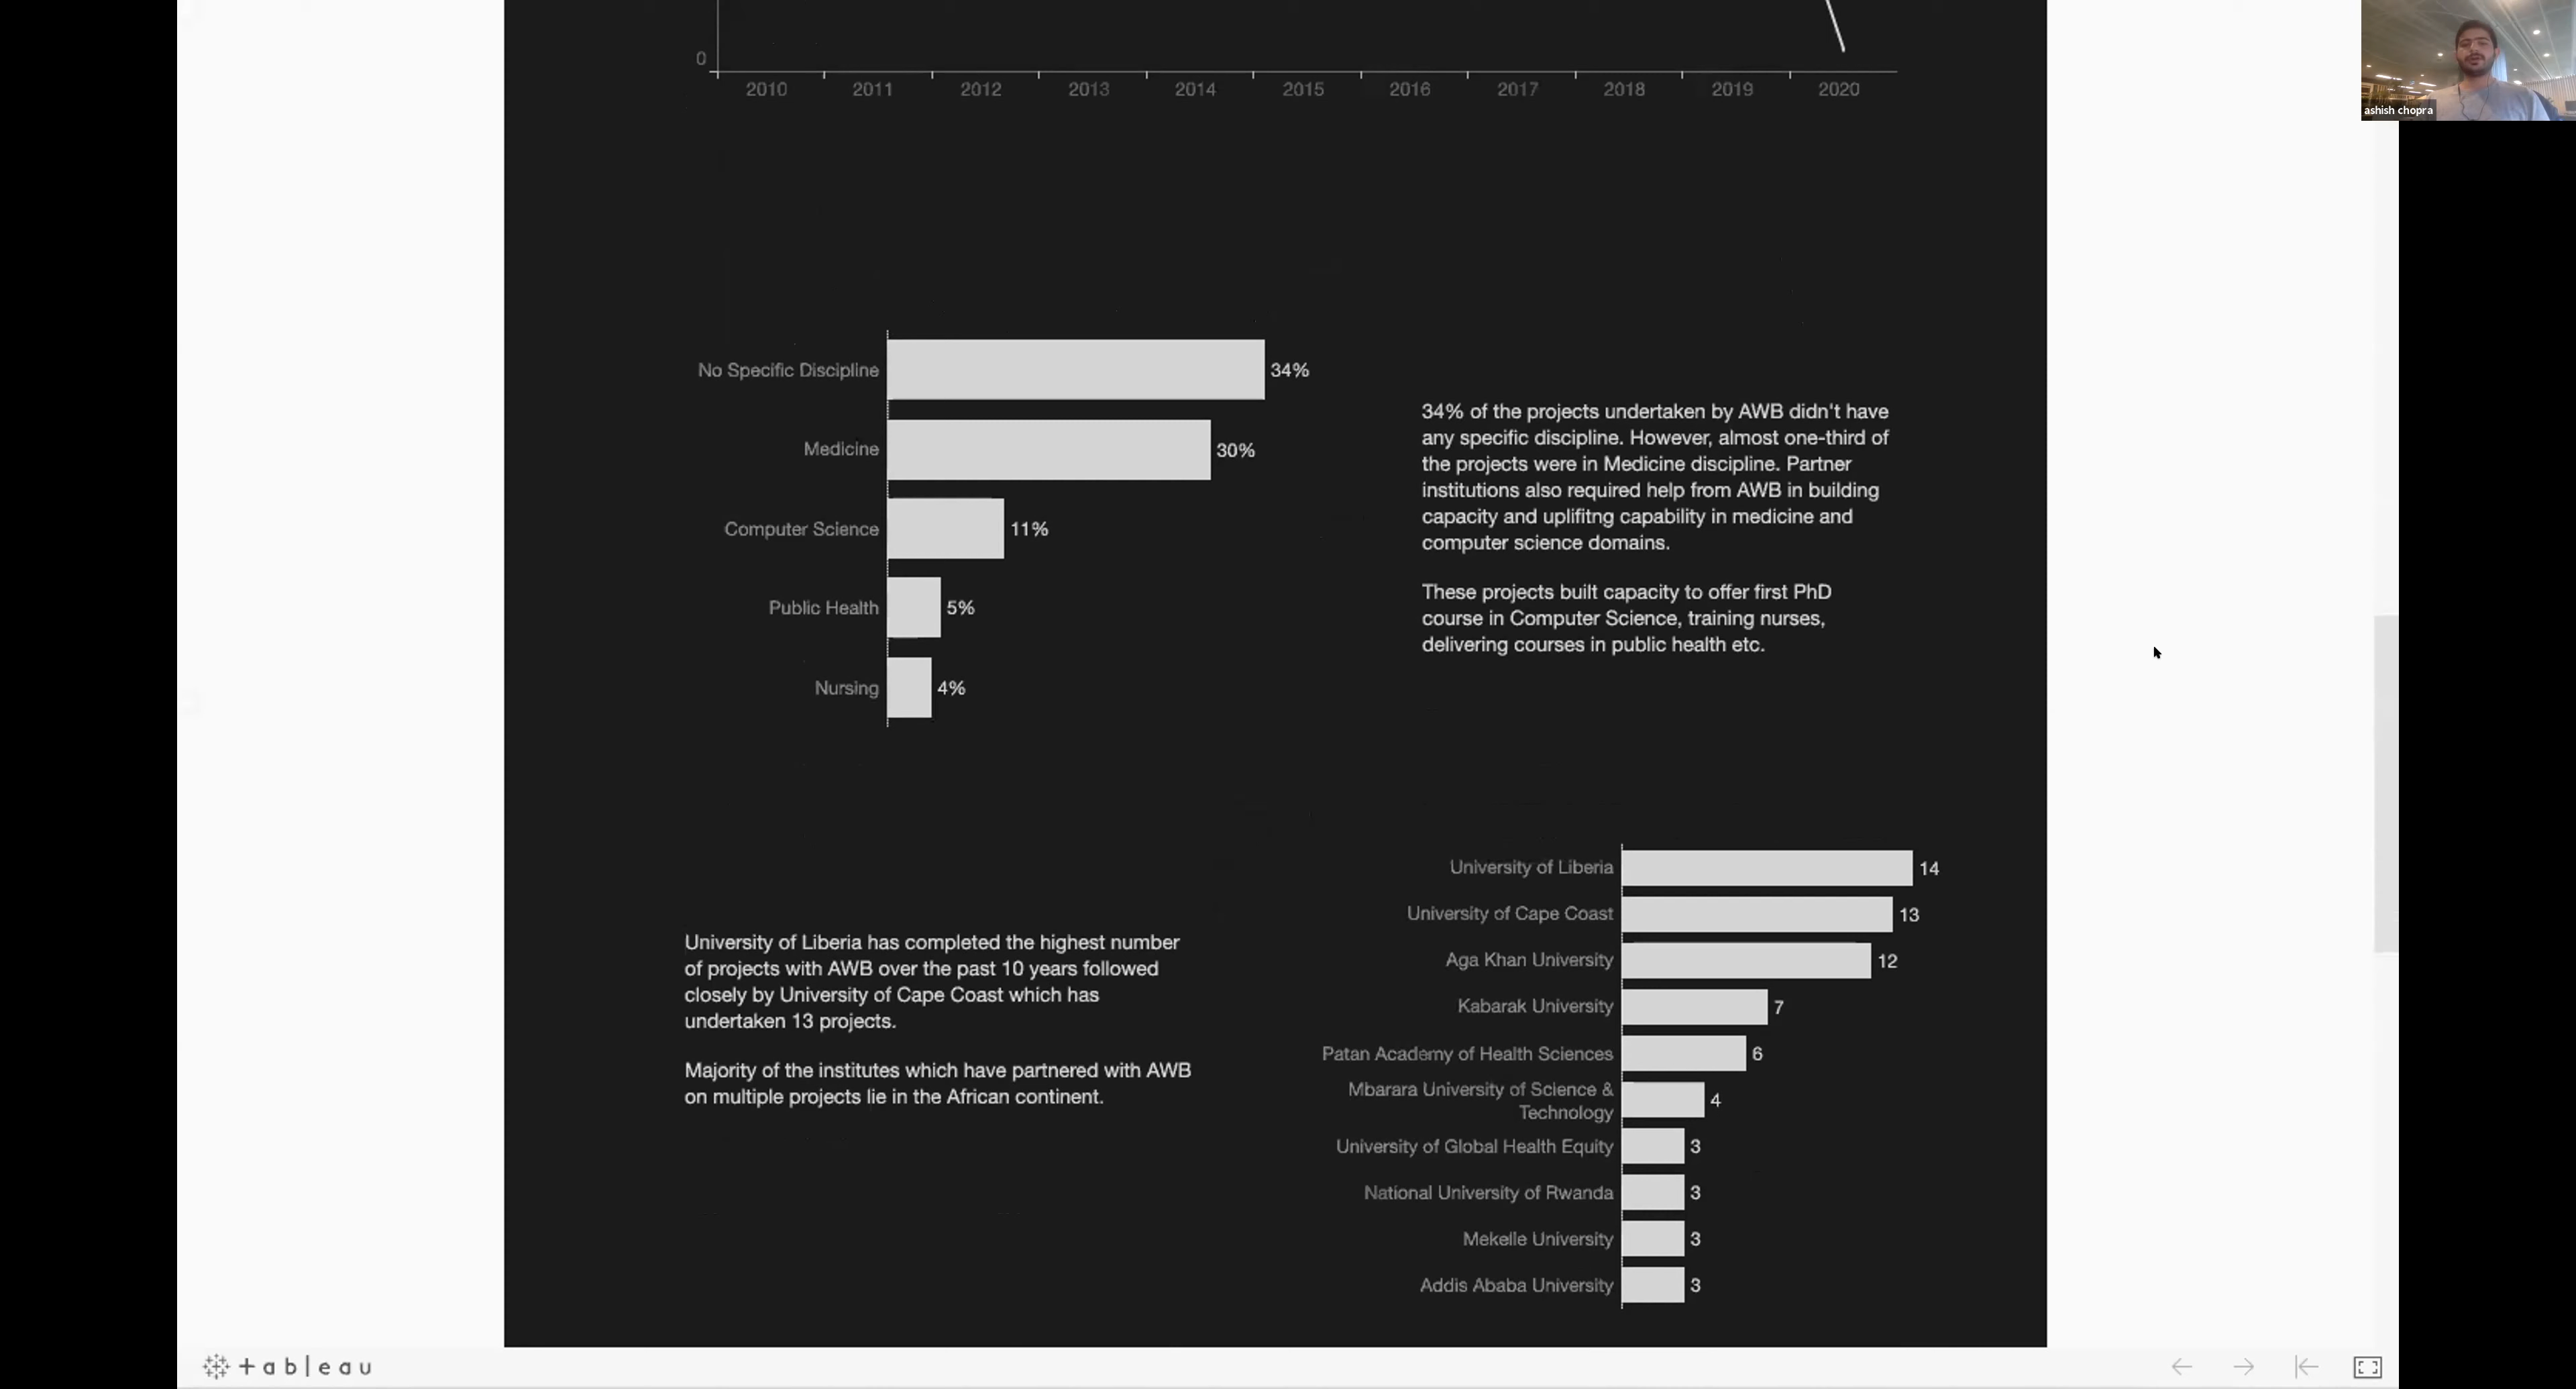 0
2010 2011 2012 2013 2014 2015 2016 2017 2018 2019 2020
ashish chopra
No Specific Discipline 34%
Medicine 30%
Computer Science 11%
Public Health 5%
Nursing 4%
34% of the projects undertaken by AWB didn't have
any specific discipline. However, almost one-third of
the projects were in Medicine discipline. Partner
institutions also required help from AWB in building
capacity and uplifitng capability in medicine and
computer science domains.
These projects built capacity to offer first PhD
course in Computer Science, training nurses,
delivering courses in public health etc.
University of Liberia has completed the highest number
of projects with AWB over the past 10 years followed
closely by University of Cape Coast which has
undertaken 13 projects.
Majority of the institutes which have partnered with AWB
on multiple projects lie in the African continent.
University of Liberia 14
University of Cape Coast 13
Aga Khan University 12
Kabarak University 7
Patan Academy of Health Sciences 6
Mbarara University of Science &
Technology 4
University of Global Health Equity 3
National University of Rwanda 3
Mekelle University 3
Addis Ababa University 3
+ a b | e a u